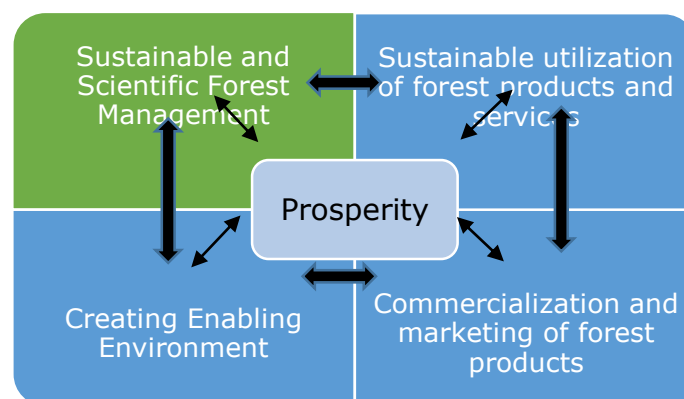 Sustainable and
Scientific Forest
Management
Sustainable utilization
of forest products and
services
Prosperity
Creating Enabling
Environment
Commercialization and
marketing of forest
products